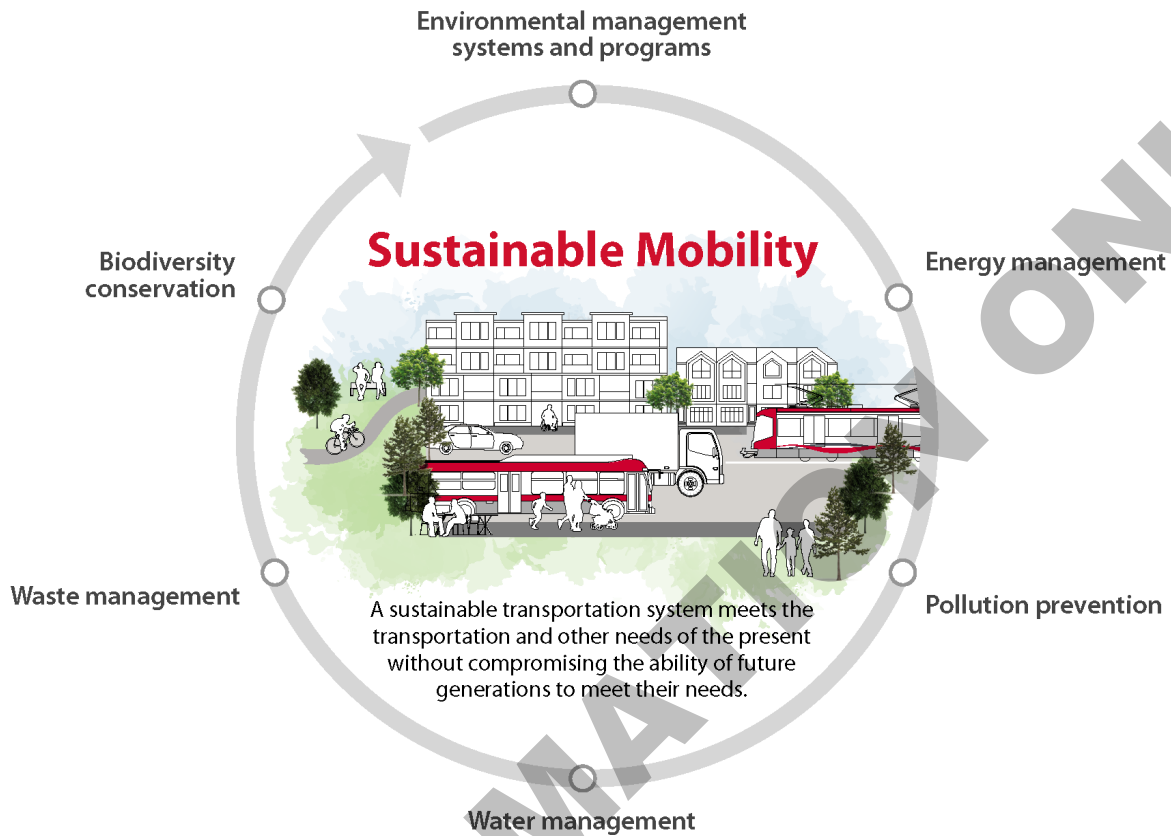 Environmental management
systems and programs
Sustainable Mobility
Biodiversity
conservation
Energy management
Waste management
Pollution prevention
A sustainable transportation system meets the
transportation and other needs of the present
without compromising the ability of future
generations to meet their needs.
Water management
MATION ON